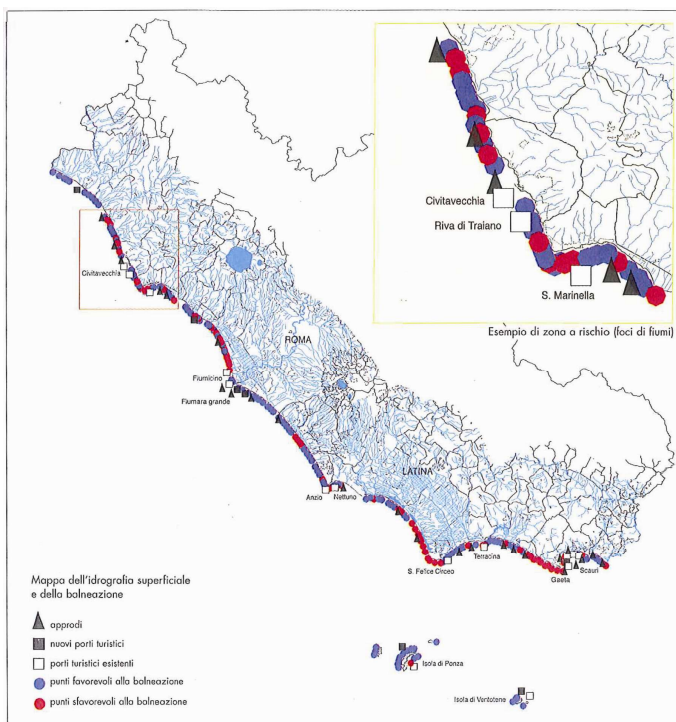 Civitavecchia
Riva di Traiano
S. Marinella
Esempio di zona a rischio (foci di fiumi)
Civitavecchia
ROMA
Fiumicino
Fiumara grande
LATINA
Anzio
Nettuno
S. Felice Circeo
Terracina
Gaeta
Scauri
Mappa dell'idrografia superficiale
e della balneazione
approdi
nuovi porti turistici
porti turistici esistenti
punti favorevoli alla balneazione
punti sfavorevoli alla balneazione
Isola di Ponza
Isola di Ventotene